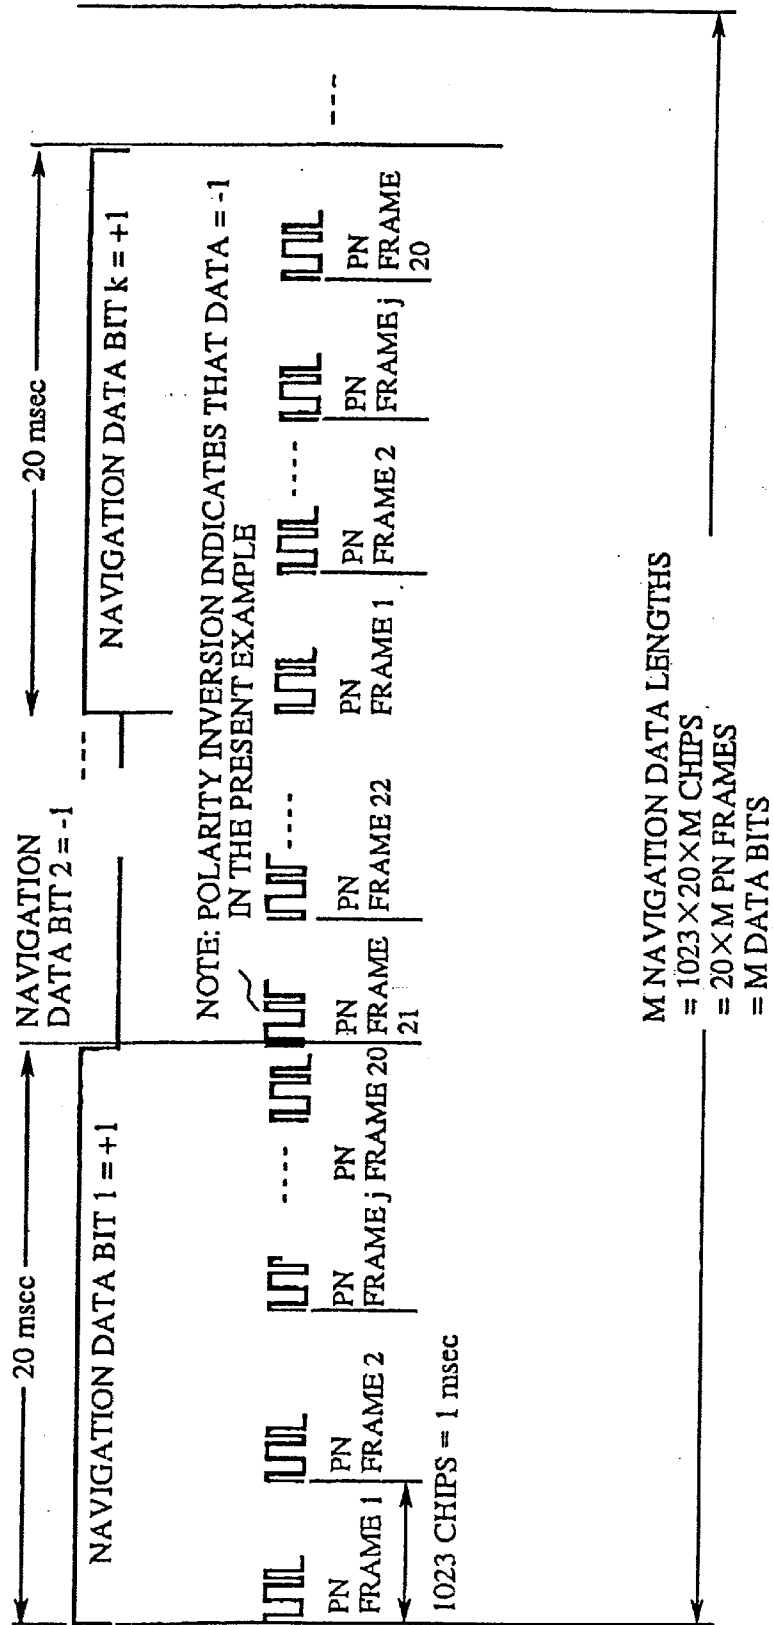 20 msec
NAVIGATION DATA BIT 1 = +1
NAVIGATION
DATA BIT 2 = -1
---
20 msec
NAVIGATION DATA BIT k = +1
NOTE: POLARITY INVERSION INDICATES THAT DATA = -1
IN THE PRESENT EXAMPLE
PN
FRAME 1
PN
FRAME 2
PN
FRAME j
----
PN
FRAME 20
PN
FRAME
21
PN
FRAME 22
----
PN
FRAME 1
PN
FRAME 2
----
PN
FRAME j
PN
FRAME
20
---
1023 CHIPS = 1 msec
M NAVIGATION DATA LENGTHS
= 1023×20×M CHIPS
= 20×M PN FRAMES
= M DATA BITS